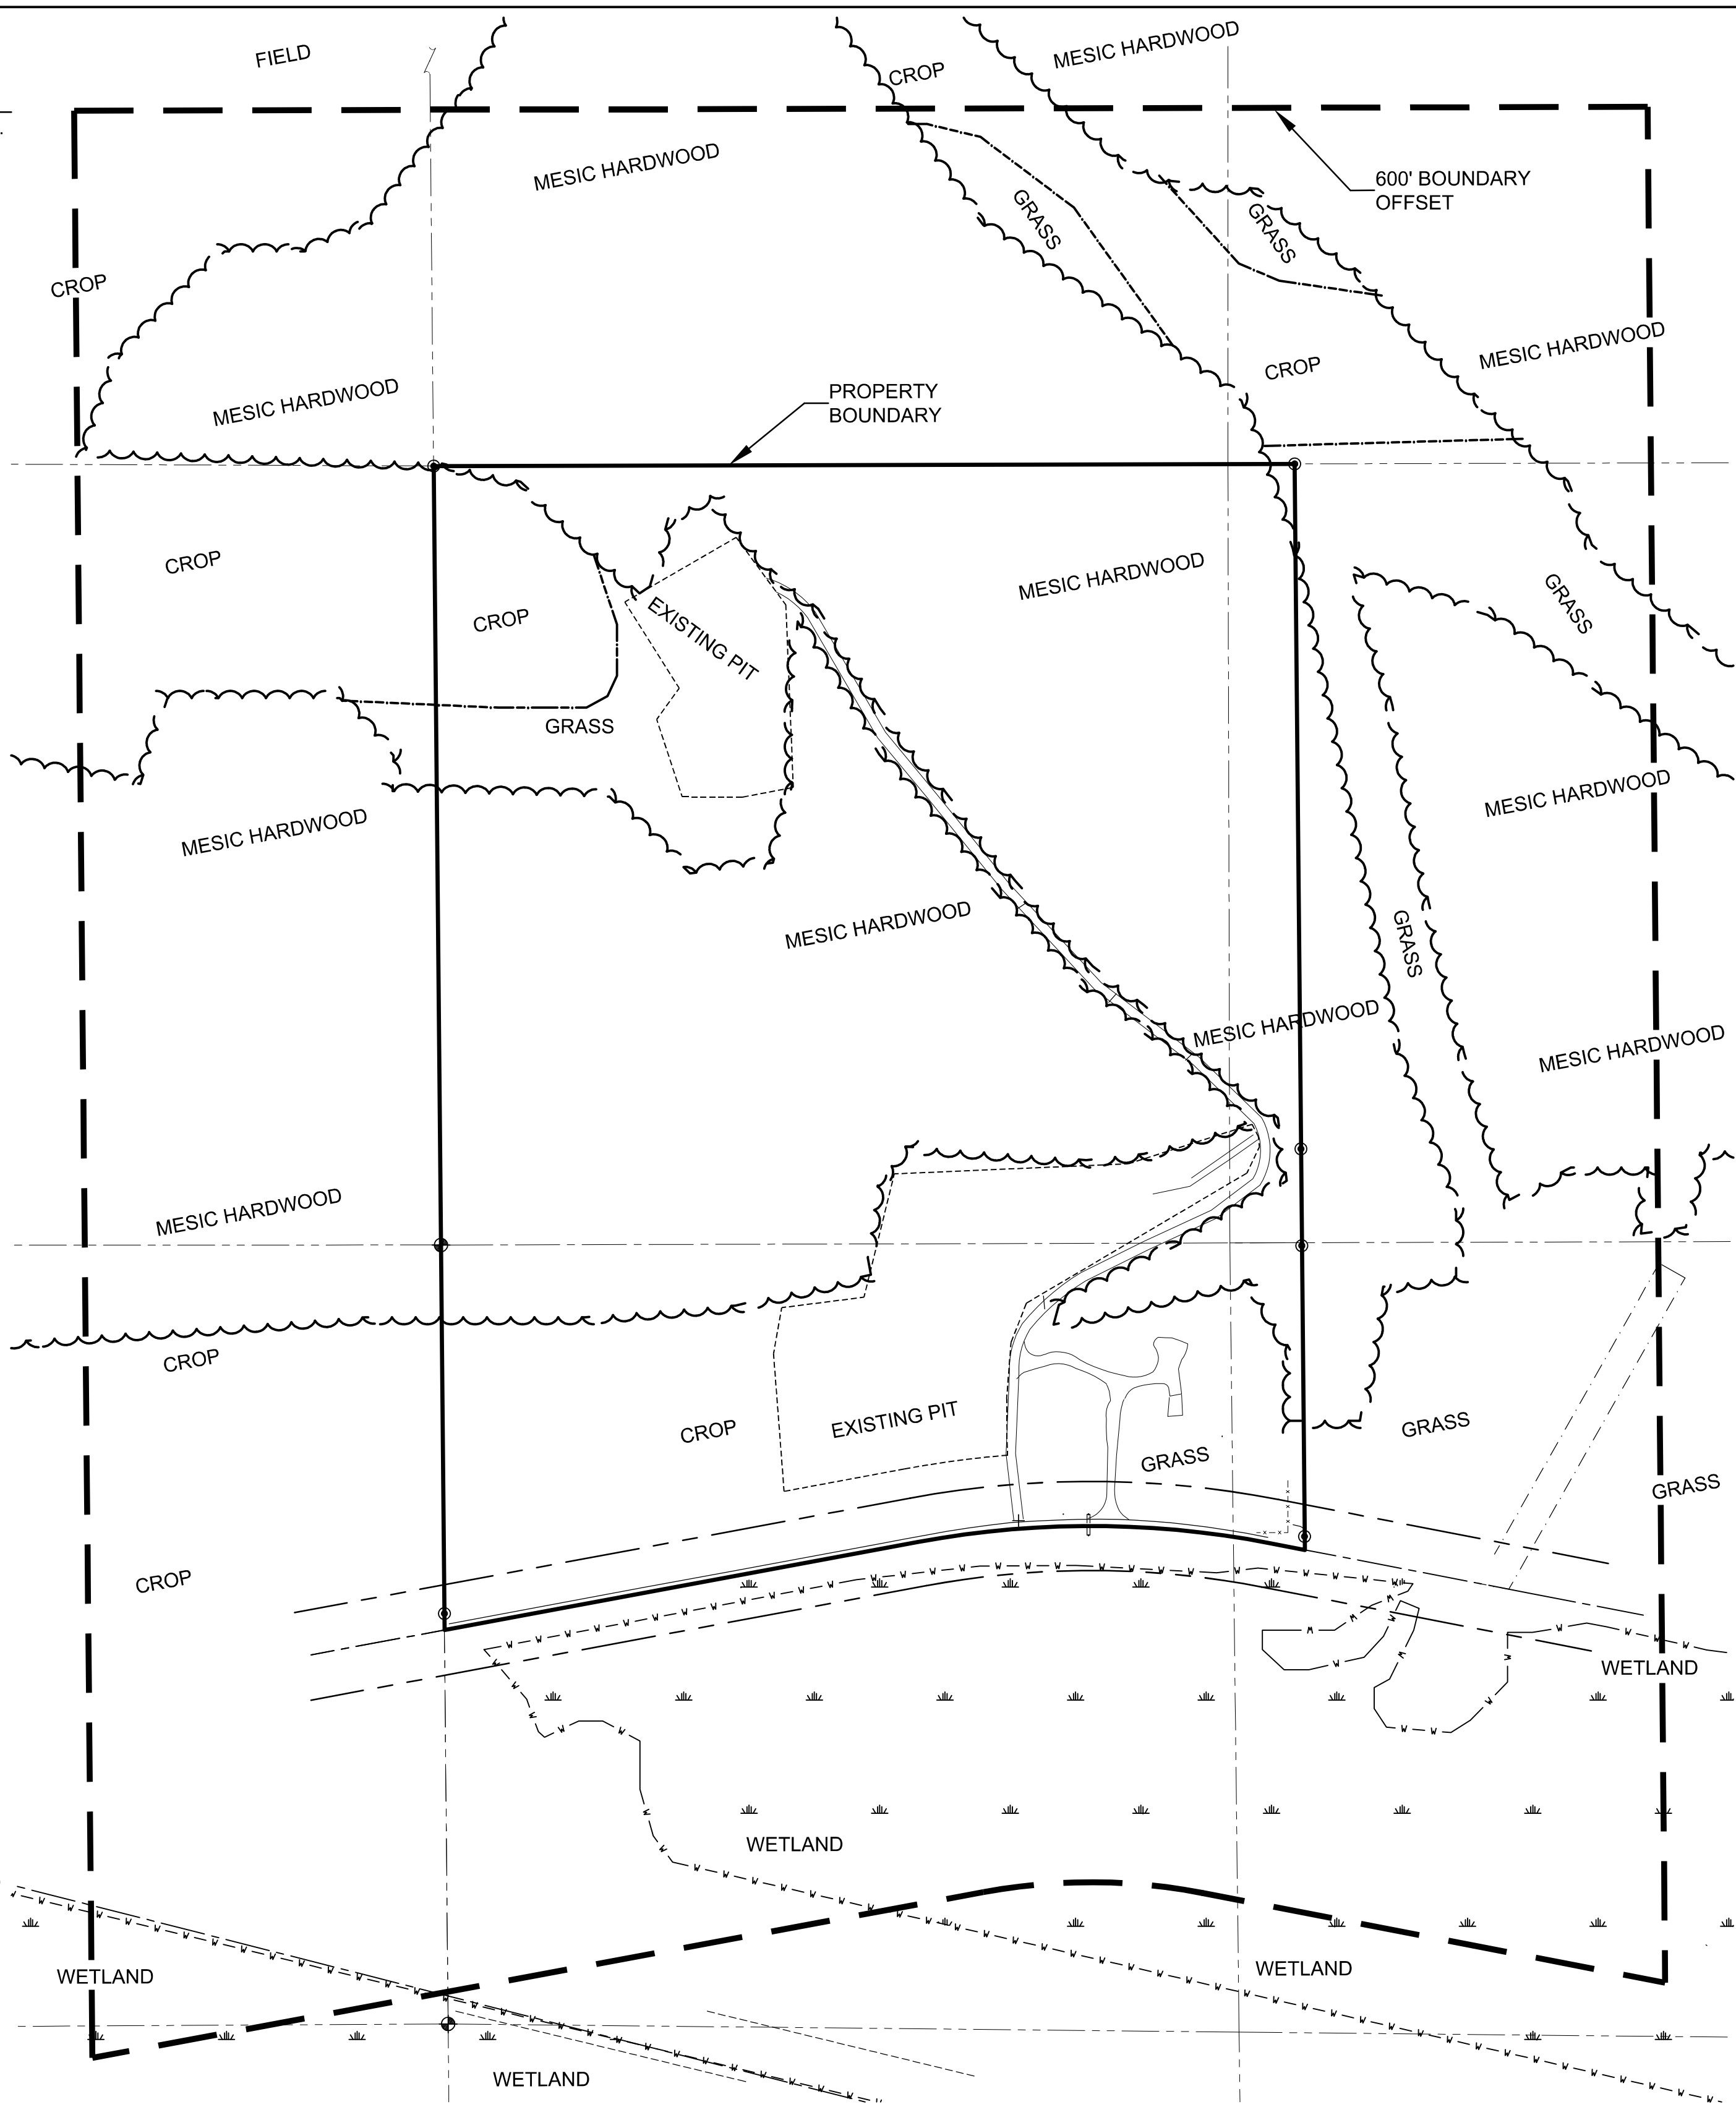 FIELD
MESIC HARDWOOD
CROP
MESIC HARDWOOD
600' BOUNDARY
OFFSET
GRASS
GRASS
CROP
MESIC HARDWOOD
CROP
MESIC HARDWOOD
PROPERTY
BOUNDARY
CROP
MESIC HARDWOOD
CROP
EXISTING PIT
GRASS
GRASS
MESIC HARDWOOD
MESIC HARDWOOD
MESIC HARDWOOD
GRASS
MESIC HARDWOOD
MESIC HARDWOOD
MESIC HARDWOOD
CROP
CROP
EXISTING PIT
GRASS
GRASS
GRASS
CROP
WETLAND
WETLAND
WETLAND
WETLAND
WETLAND